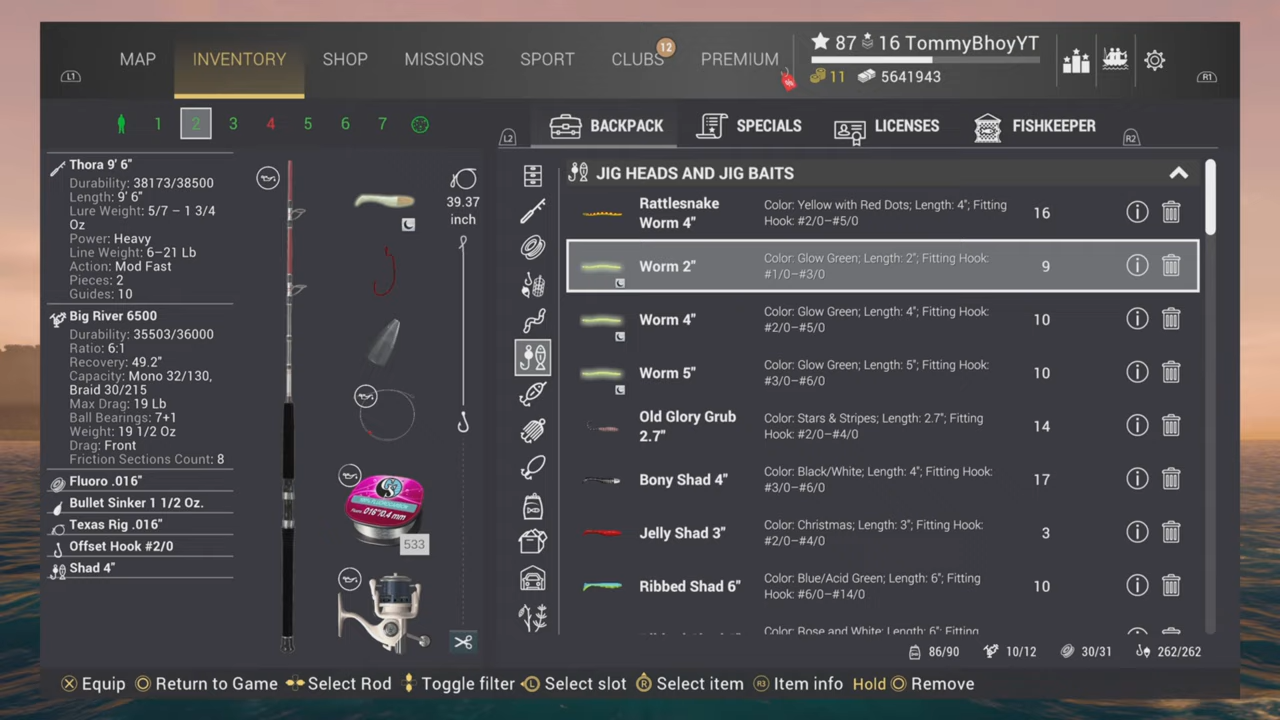 MAP INVENTORY SHOP MISSIONS SPORT CLUBS 12 PREMIUM
87 16 TommyBhoyYT
11 5641943
L1 R1
1 2 3 4 5 6 7
L2 BACKPACK SPECIALS LICENSES FISHKEEPER R2
Thora 9' 6"
Durability: 38173/38500
Length: 9' 6"
Lure Weight: 5/7 – 1 3/4
Oz
Power: Heavy
Line Weight: 6–21 Lb
Action: Mod Fast
Pieces: 2
Guides: 10
Big River 6500
Durability: 35503/36000
Ratio: 6:1
Recovery: 49.2"
Capacity: Mono 32/130,
Braid 30/215
Max Drag: 19 Lb
Ball Bearings: 7+1
Weight: 19 1/2 Oz
Drag: Front
Friction Sections Count: 8
Fluoro .016"
Bullet Sinker 1 1/2 Oz.
Texas Rig .016"
Offset Hook #2/0
Shad 4"
39.37
inch
.016"/0.4 mm
533
JIG HEADS AND JIG BAITS
Rattlesnake
Worm 4"
Color: Yellow with Red Dots; Length: 4"; Fitting
Hook: #2/0–#5/0
16
Worm 2"
Color: Glow Green; Length: 2"; Fitting Hook:
#1/0–#3/0
9
Worm 4"
Color: Glow Green; Length: 4"; Fitting Hook:
#2/0–#5/0
10
Worm 5"
Color: Glow Green; Length: 5"; Fitting Hook:
#3/0–#6/0
10
Old Glory Grub
2.7"
Color: Stars & Stripes; Length: 2.7"; Fitting
Hook: #2/0–#4/0
14
Bony Shad 4"
Color: Black/White; Length: 4"; Fitting Hook:
#3/0–#6/0
17
Jelly Shad 3"
Color: Christmas; Length: 3"; Fitting Hook:
#2/0–#4/0
3
Ribbed Shad 6"
Color: Blue/Acid Green; Length: 6"; Fitting
Hook: #6/0–#14/0
10
Color: Rose and White; Length: 6"; Fitting
86/90 10/12 30/31 262/262
Equip Return to Game Select Rod Toggle filter L Select slot R Select item R3 Item info Hold Remove